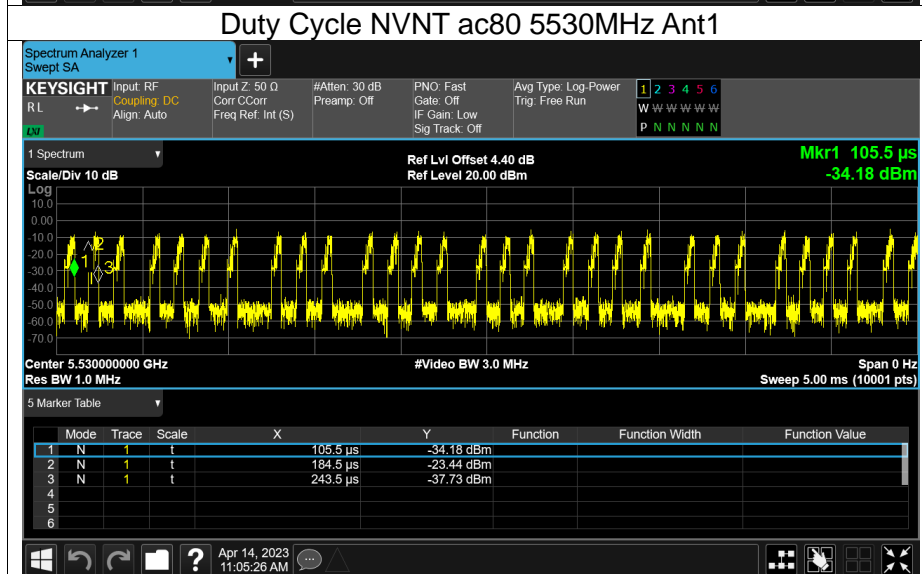 Duty Cycle NVNT ac80 5530MHz Ant1
Spectrum Analyzer 1
Swept SA
KEYSIGHT Input: RF Input Z: 50 Ω #Atten: 30 dB PNO: Fast Avg Type: Log-Power 1 2 3 4 5 6
R L Coupling: DC Corr CCorr Preamp: Off Gate: Off Trig: Free Run W W W W W W
Align: Auto Freq Ref: Int (S) IF Gain: Low
LXI Sig Track: Off P N N N N N
1 Spectrum Ref Lvl Offset 4.40 dB Mkr1 105.5 µs
Scale/Div 10 dB Ref Level 20.00 dBm -34.18 dBm
Log
10.0
0.00
-10.0
-20.0
-30.0
-40.0
-50.0
-60.0
-70.0
1 2 3
Center 5.530000000 GHz #Video BW 3.0 MHz Span 0 Hz
Res BW 1.0 MHz Sweep 5.00 ms (10001 pts)
5 Marker Table
Mode Trace Scale X Y Function Function Width Function Value
1 N 1 t 105.5 µs -34.18 dBm
2 N 1 t 184.5 µs -23.44 dBm
3 N 1 t 243.5 µs -37.73 dBm
4
5
6
? Apr 14, 2023
11:05:26 AM